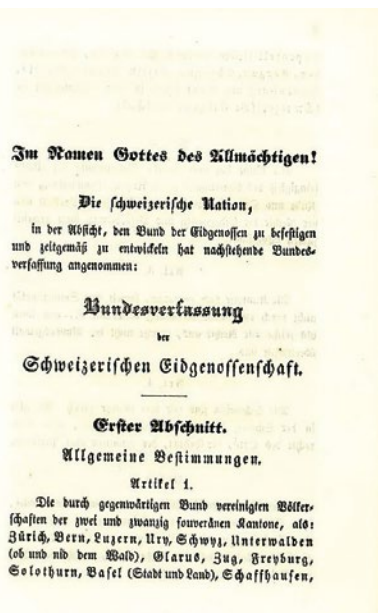 Im Namen Gottes des Allmächtigen!
Die schweizerische Nation,
in der Absicht, den Bund der Eidgenossen zu befestigen
und zeitgemäß zu entwickeln hat nachstehende Bundes-
verfassung angenommen:
Bundesverfassung
der
Schweizerischen Eidgenossenschaft.
Erster Abschnitt.
Allgemeine Bestimmungen.
Artikel 1.
Die durch gegenwärtigen Bund vereinigten Völker-
schaften der zwei und zwanzig souveränen Kantone, als:
Zürich, Bern, Luzern, Ury, Schwyz, Unterwalden
(ob und nid dem Wald), Glarus, Zug, Freyburg,
Solothurn, Basel (Stadt und Land), Schaffhausen,